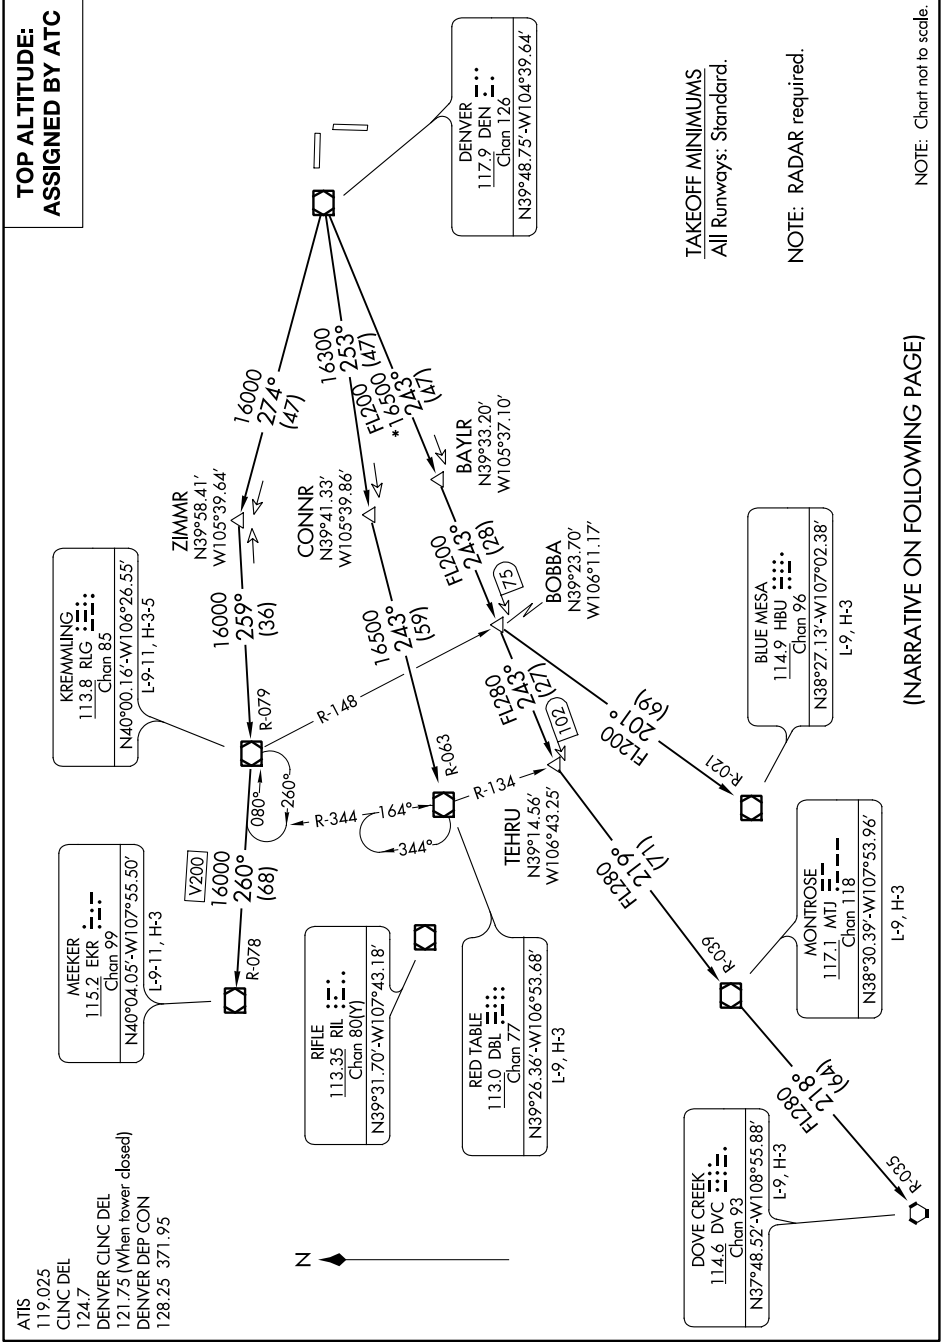 TOP ALTITUDE:
ASSIGNED BY ATC
ATIS
119.025
CLNC DEL
124.7
DENVER CLNC DEL
121.75 (When tower closed)
DENVER DEP CON
128.25 371.95
MEEKER
115.2 EKR
Chan 99
N40°04.05'-W107°55.50'
L-9-11, H-3
KREMMLING
113.8 RLG
Chan 85
N40°00.16'-W106°26.55'
L-9-11, H-3-5
ZIMMR
N39°58.41'
W105°39.64'
16000
274°
(47)
16000
259°
(36)
R-079
V200
16000
260°
(68)
R-078
080°
260°
R-148
R-344
164°
344°
CONNR
N39°41.33'
W105°39.86'
16300
253°
(47)
16500
243°
(59)
R-063
R-134
FL200
*16500
243°
(47)
BAYLR
N39°33.20'
W105°37.10'
FL200
243°
(28)
75
BOBBA
N39°23.70'
W106°11.17'
FL280
243°
(27)
102
TEHRU
N39°14.56'
W106°43.25'
DENVER
117.9 DEN
Chan 126
N39°48.75'-W104°39.64'
RIFLE
113.35 RIL
Chan 80(Y)
N39°31.70'-W107°43.18'
RED TABLE
113.0 DBL
Chan 77
N39°26.36'-W106°53.68'
L-9, H-3
FL200
201°
(69)
R-021
BLUE MESA
114.9 HBU
Chan 96
N38°27.13'-W107°02.38'
L-9, H-3
FL280
219°
(71)
R-039
MONTROSE
117.1 MTJ
Chan 118
N38°30.39'-W107°53.96'
L-9, H-3
FL280
218°
(64)
R-035
DOVE CREEK
114.6 DVC
Chan 93
N37°48.52'-W108°55.88'
L-9, H-3
N
TAKEOFF MINIMUMS
All Runways: Standard.
NOTE: RADAR required.
(NARRATIVE ON FOLLOWING PAGE)
NOTE: Chart not to scale.